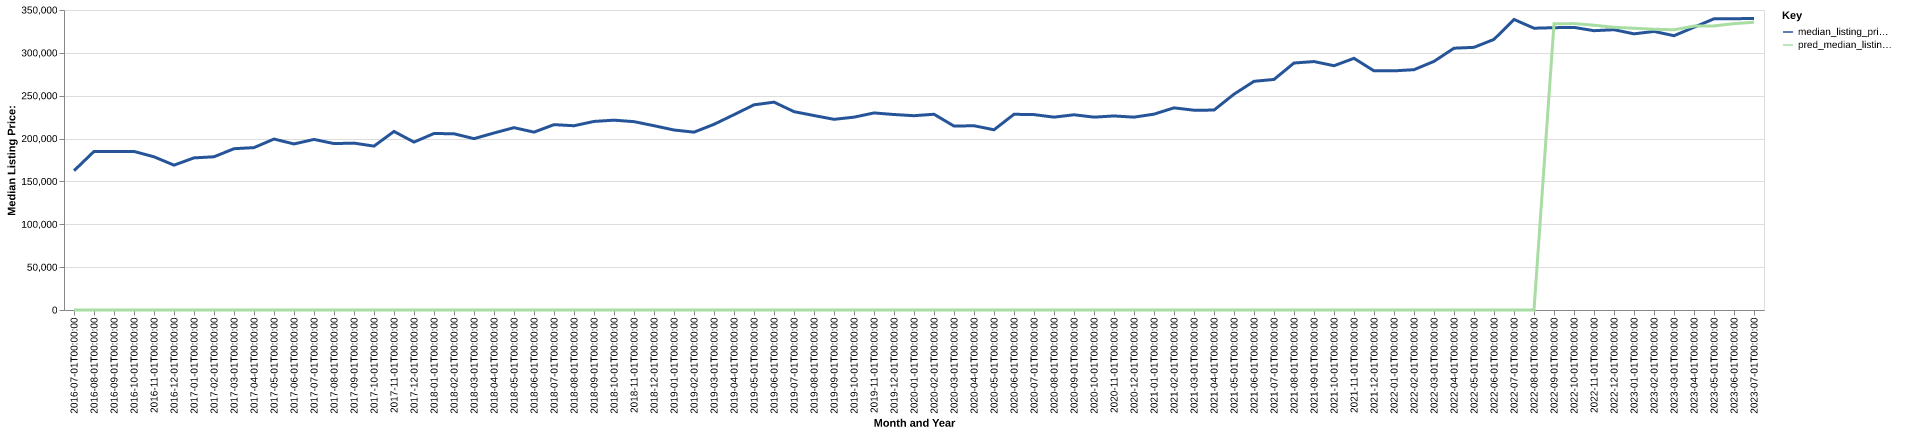 350,000
300,000
250,000
200,000
150,000
100,000
50,000
0
Median Listing Price:
2016-07-01T00:00:00
2016-08-01T00:00:00
2016-09-01T00:00:00
2016-10-01T00:00:00
2016-11-01T00:00:00
2016-12-01T00:00:00
2017-01-01T00:00:00
2017-02-01T00:00:00
2017-03-01T00:00:00
2017-04-01T00:00:00
2017-05-01T00:00:00
2017-06-01T00:00:00
2017-07-01T00:00:00
2017-08-01T00:00:00
2017-09-01T00:00:00
2017-10-01T00:00:00
2017-11-01T00:00:00
2017-12-01T00:00:00
2018-01-01T00:00:00
2018-02-01T00:00:00
2018-03-01T00:00:00
2018-04-01T00:00:00
2018-05-01T00:00:00
2018-06-01T00:00:00
2018-07-01T00:00:00
2018-08-01T00:00:00
2018-09-01T00:00:00
2018-10-01T00:00:00
2018-11-01T00:00:00
2018-12-01T00:00:00
2019-01-01T00:00:00
2019-02-01T00:00:00
2019-03-01T00:00:00
2019-04-01T00:00:00
2019-05-01T00:00:00
2019-06-01T00:00:00
2019-07-01T00:00:00
2019-08-01T00:00:00
2019-09-01T00:00:00
2019-10-01T00:00:00
2019-11-01T00:00:00
2019-12-01T00:00:00
2020-01-01T00:00:00
2020-02-01T00:00:00
2020-03-01T00:00:00
2020-04-01T00:00:00
2020-05-01T00:00:00
2020-06-01T00:00:00
2020-07-01T00:00:00
2020-08-01T00:00:00
2020-09-01T00:00:00
2020-10-01T00:00:00
2020-11-01T00:00:00
2020-12-01T00:00:00
2021-01-01T00:00:00
2021-02-01T00:00:00
2021-03-01T00:00:00
2021-04-01T00:00:00
2021-05-01T00:00:00
2021-06-01T00:00:00
2021-07-01T00:00:00
2021-08-01T00:00:00
2021-09-01T00:00:00
2021-10-01T00:00:00
2021-11-01T00:00:00
2021-12-01T00:00:00
2022-01-01T00:00:00
2022-02-01T00:00:00
2022-03-01T00:00:00
2022-04-01T00:00:00
2022-05-01T00:00:00
2022-06-01T00:00:00
2022-07-01T00:00:00
2022-08-01T00:00:00
2022-09-01T00:00:00
2022-10-01T00:00:00
2022-11-01T00:00:00
2022-12-01T00:00:00
2023-01-01T00:00:00
2023-02-01T00:00:00
2023-03-01T00:00:00
2023-04-01T00:00:00
2023-05-01T00:00:00
2023-06-01T00:00:00
2023-07-01T00:00:00
Month and Year
Key
median_listing_pri…
pred_median_listin…